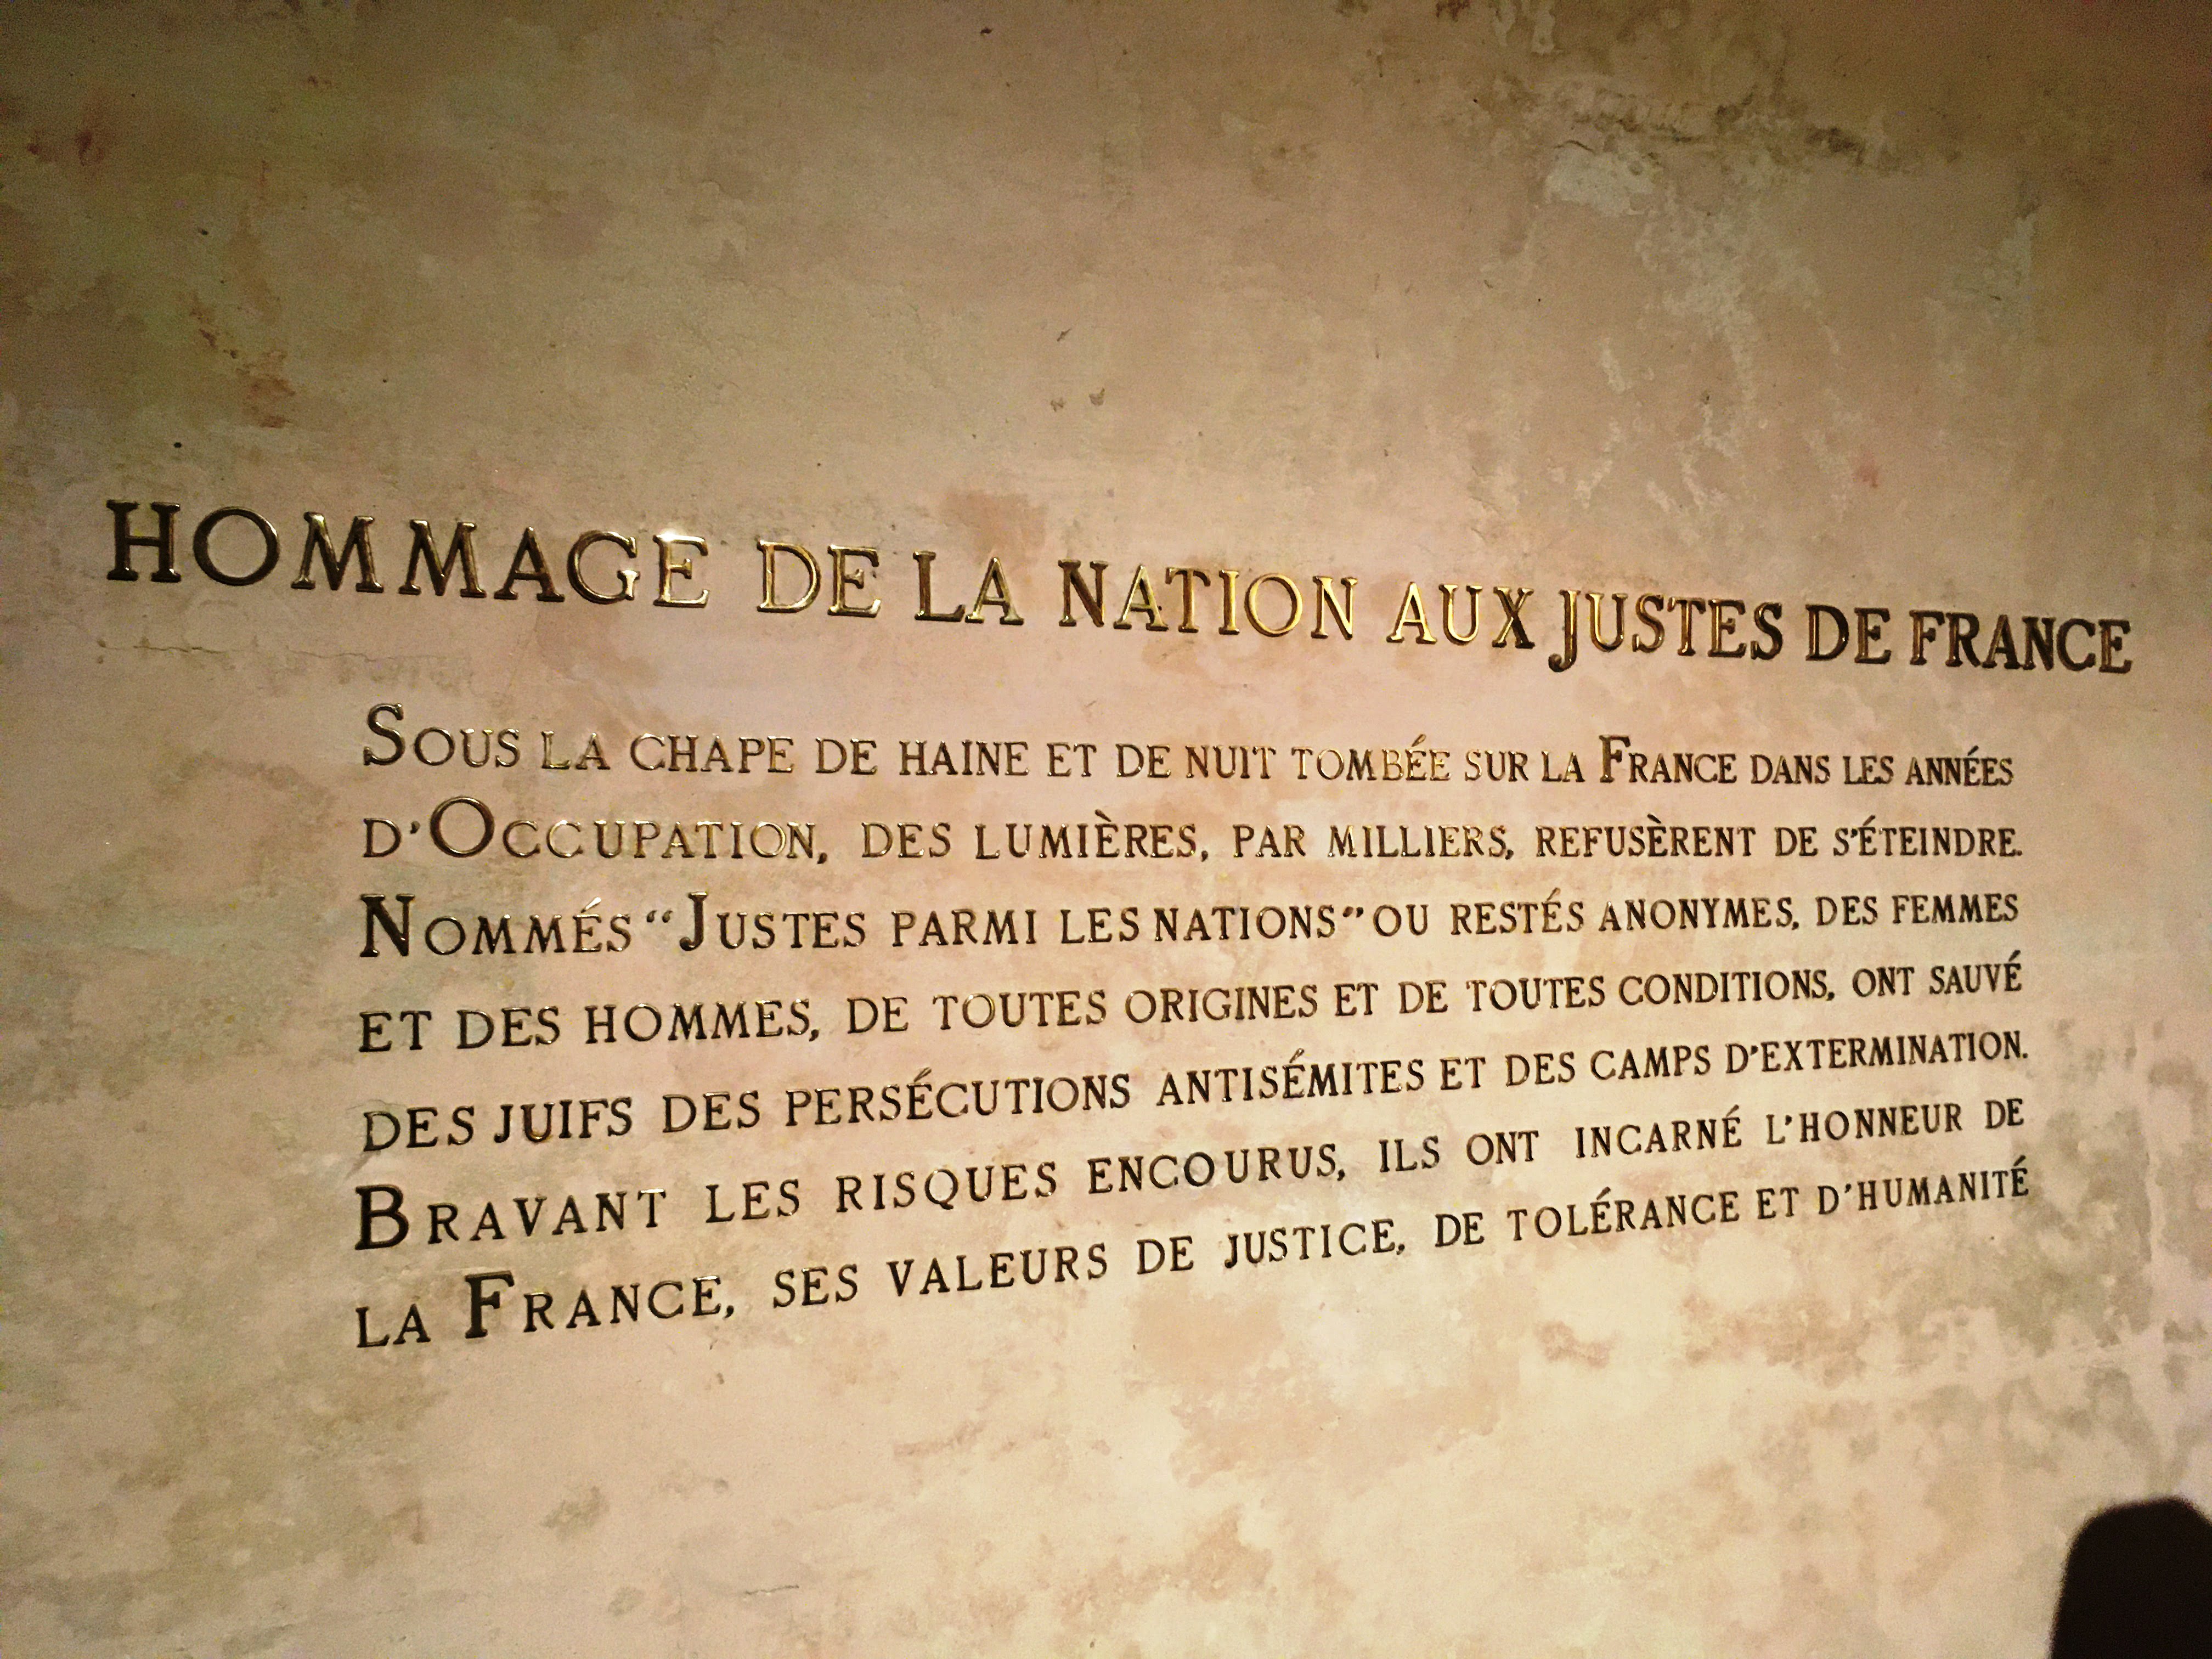 HOMMAGE DE LA NATION AUX JUSTES DE FRANCE
SOUS LA CHAPE DE HAINE ET DE NUIT TOMBÉE SUR LA FRANCE DANS LES ANNÉES
D'OCCUPATION, DES LUMIÈRES, PAR MILLIERS, REFUSÈRENT DE S'ÉTEINDRE.
NOMMÉS “JUSTES PARMI LES NATIONS” OU RESTÉS ANONYMES, DES FEMMES
ET DES HOMMES, DE TOUTES ORIGINES ET DE TOUTES CONDITIONS, ONT SAUVÉ
DES JUIFS DES PERSÉCUTIONS ANTISÉMITES ET DES CAMPS D'EXTERMINATION.
BRAVANT LES RISQUES ENCOURUS, ILS ONT INCARNÉ L'HONNEUR DE
LA FRANCE, SES VALEURS DE JUSTICE, DE TOLÉRANCE ET D'HUMANITÉ